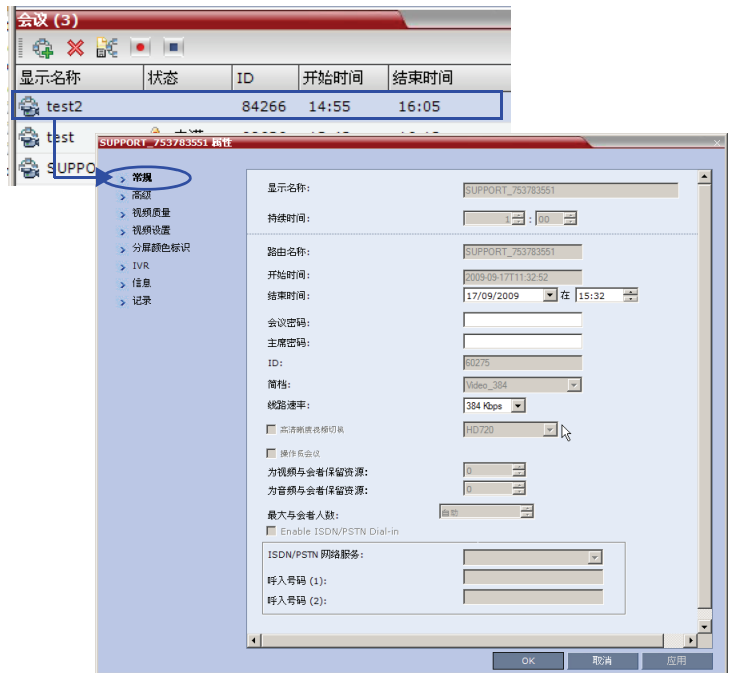 会议 (3)
显示名称 状态 ID 开始时间 结束时间
test2 84266 14:55 16:05
test
SUPPO
SUPPORT_753783551 属性
常规
高级
视频质量
视频设置
分屏颜色标识
IVR
信息
记录
显示名称: SUPPORT_753783551
持续时间: 1 : 00
路由名称: SUPPORT_753783551
开始时间: 2009-09-17T11:32:52
结束时间: 17/09/2009 在 15:32
会议密码:
主席密码:
ID: 60275
简档: Video_384
线路速率: 384 Kbps
高清晰度视频切换 HD720
操作员会议
为视频与会者保留资源: 0
为音频与会者保留资源: 0
最大与会者人数: 自动
Enable ISDN/PSTN Dial-in
ISDN/PSTN 网络服务:
呼入号码 (1):
呼入号码 (2):
OK 取消 应用